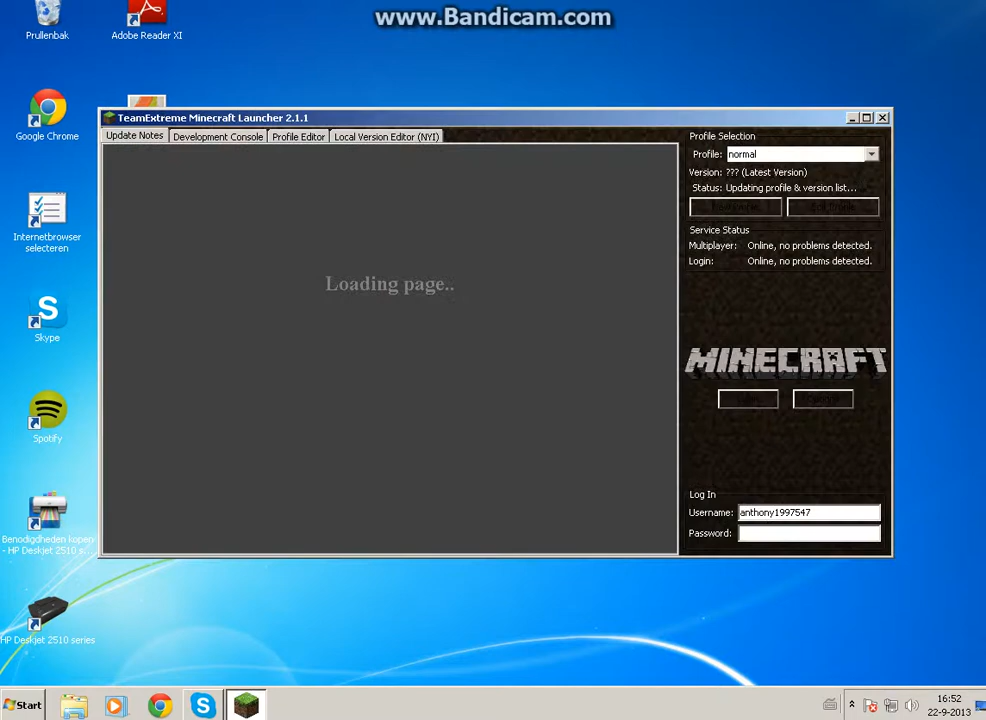 www.Bandicam.com
Prullenbak
Adobe Reader XI
Google Chrome
Internetbrowser
selecteren
Skype
Spotify
Benodigdheden kopen
- HP Deskjet 2510 s...
HP Deskjet 2510 series
TeamExtreme Minecraft Launcher 2.1.1
Update Notes
Development Console
Profile Editor
Local Version Editor (NYI)
Loading page..
Profile Selection
Profile: normal
Version: ??? (Latest Version)
Status: Updating profile & version list...
Service Status
Multiplayer: Online, no problems detected.
Login: Online, no problems detected.
MINECRAFT
Log In
Username: anthony1997547
Password:
Start
16:52
22-9-2013